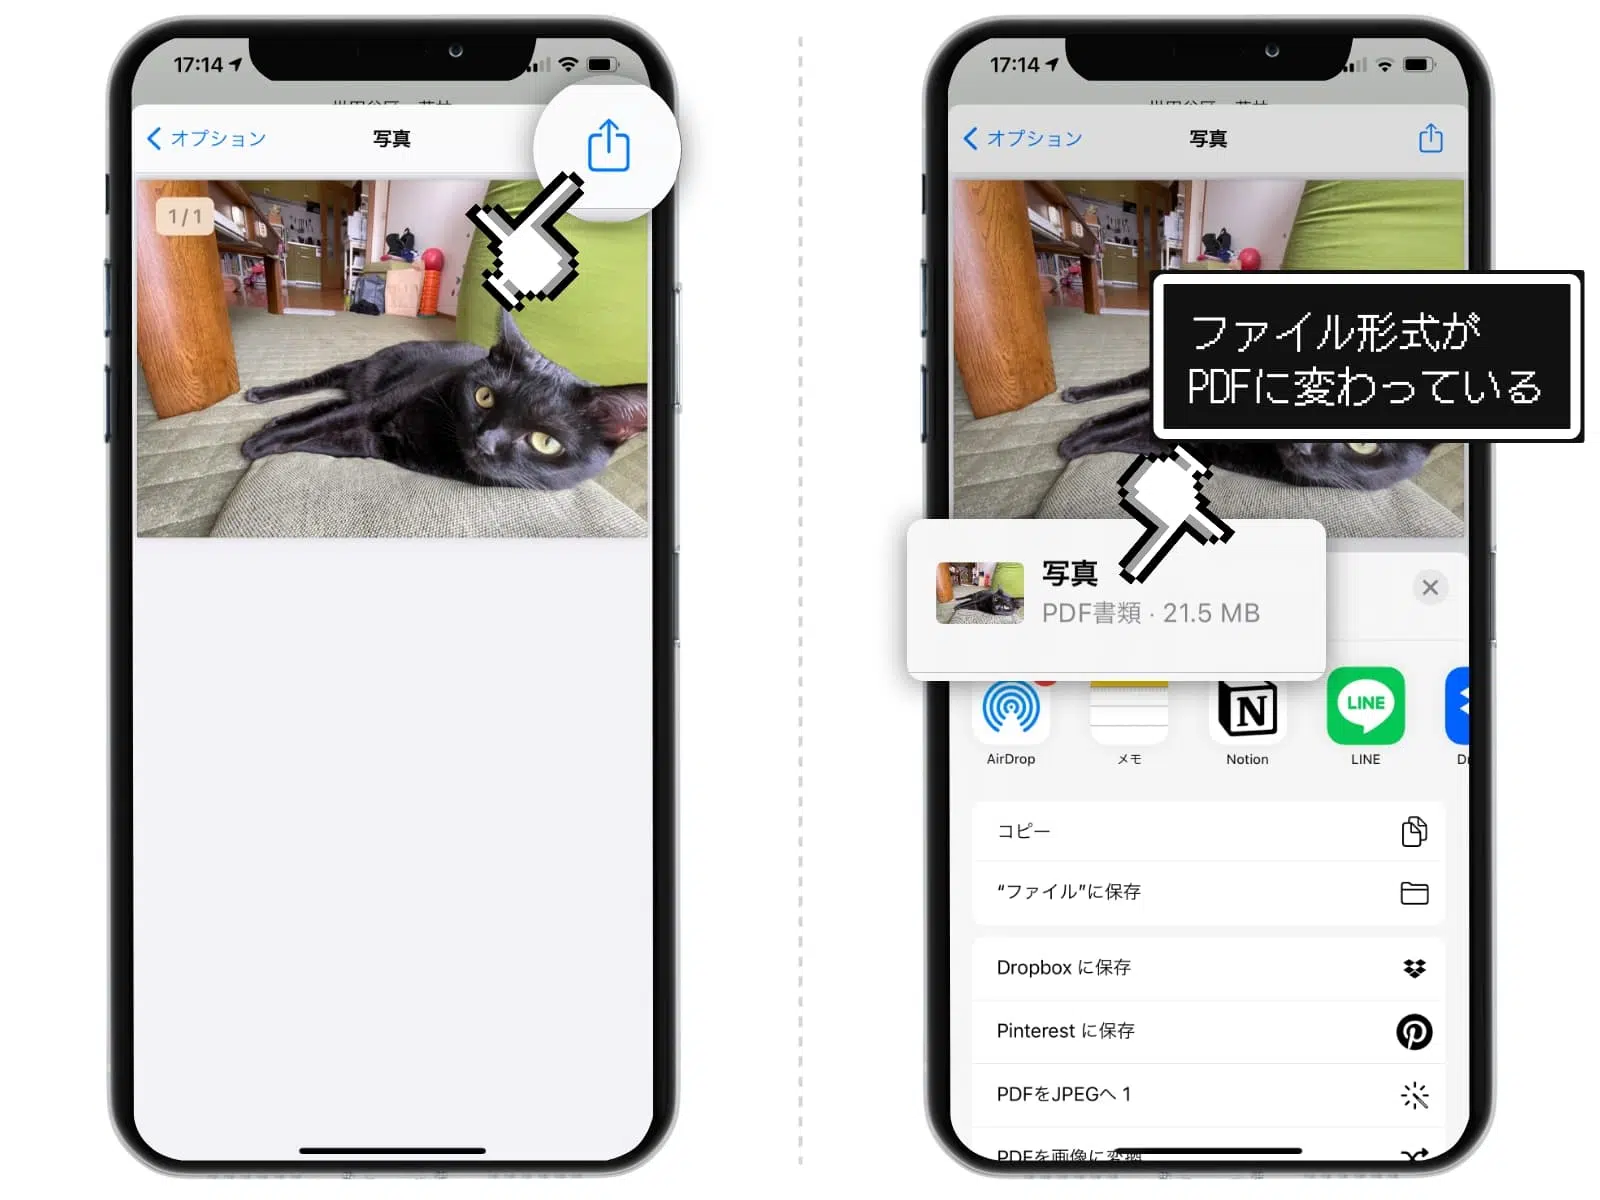 17:14
オプション
写真
1/1
17:14
オプション
写真
ファイル形式が
PDFに変わっている
写真
PDF書類 · 21.5 MB
LINE
AirDrop
メモ
Notion
LINE
コピー
“ファイル”に保存
Dropbox に保存
Pinterest に保存
PDFをJPEGへ 1
PDFを画像に変換